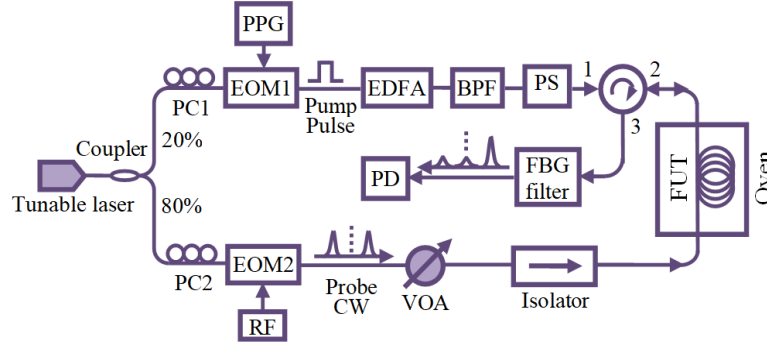 PPG
PC1
EOM1
Pump
Pulse
EDFA
BPF
PS
1
2
3
Coupler
20%
Tunable laser
80%
PD
FBG
filter
FUT
Oven
PC2
EOM2
RF
Probe
CW
VOA
Isolator